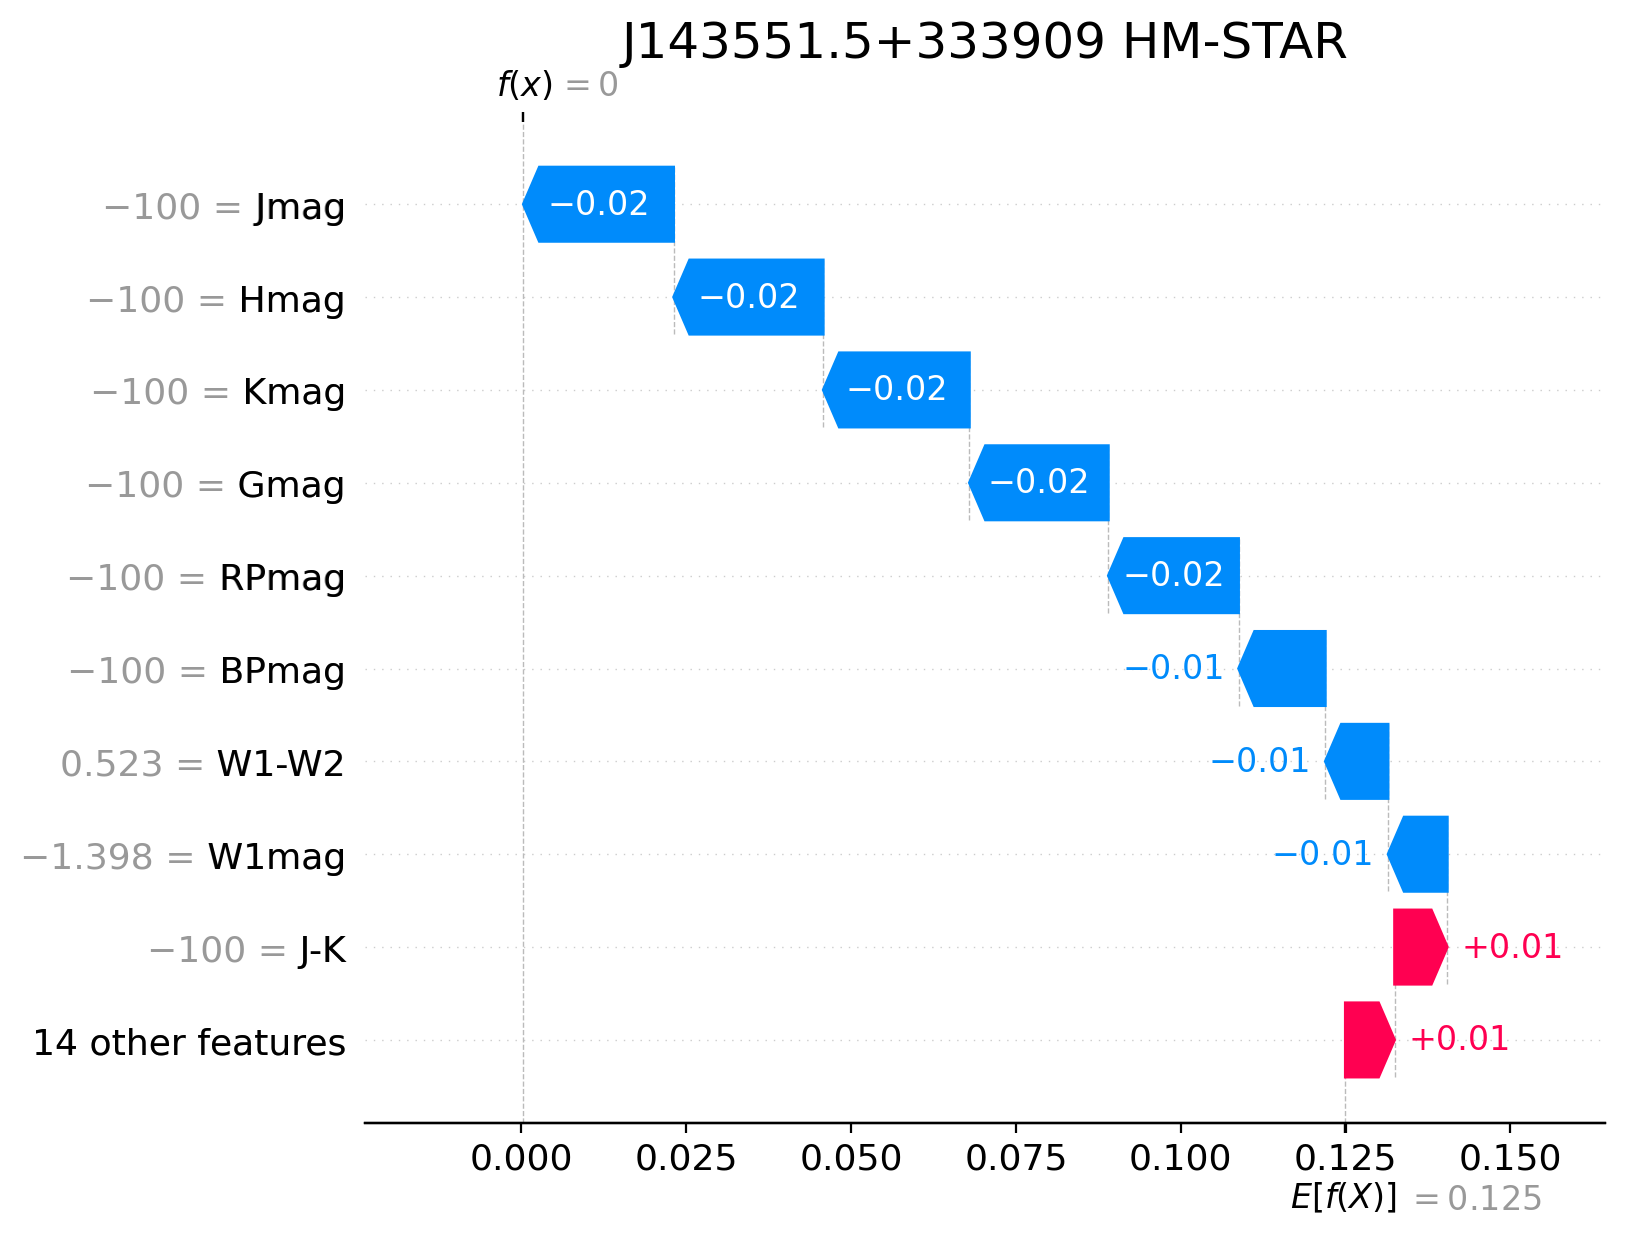 J143551.5+333909 HM-STAR
f(x) = 0
−100 = Jmag
−0.02
−100 = Hmag
−0.02
−100 = Kmag
−0.02
−100 = Gmag
−0.02
−100 = RPmag
−0.02
−100 = BPmag
−0.01
0.523 = W1-W2
−0.01
−1.398 = W1mag
−0.01
−100 = J-K
+0.01
14 other features
+0.01
0.000 0.025 0.050 0.075 0.100 0.125 0.150
E[f(X)] = 0.125